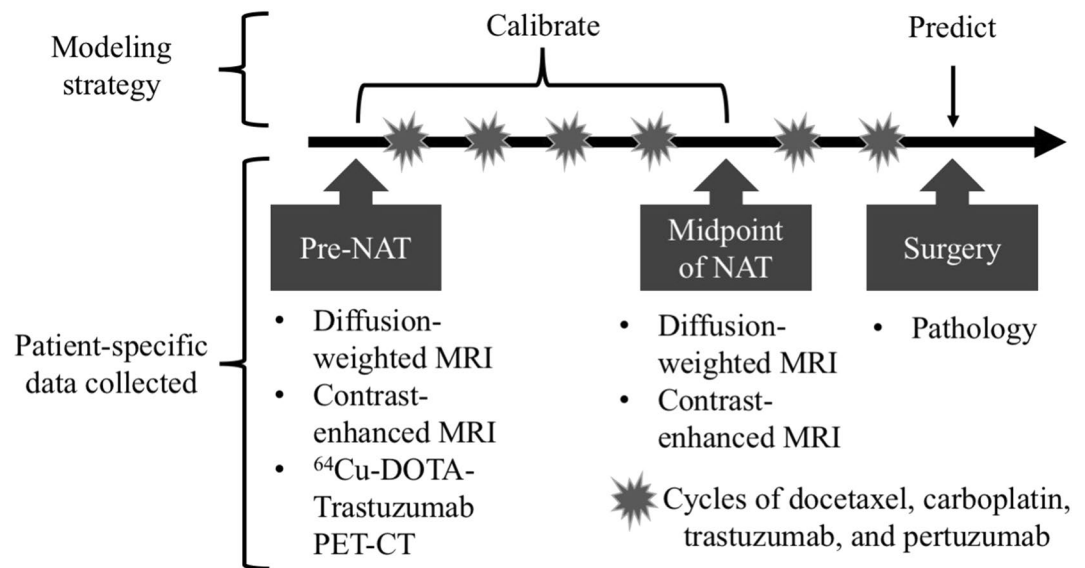 Modeling
strategy
Calibrate
Predict
Pre-NAT
Midpoint
of NAT
Surgery
Patient-specific
data collected
• Diffusion-
weighted MRI
• Contrast-
enhanced MRI
• ⁶⁴Cu-DOTA-
Trastuzumab
PET-CT
• Diffusion-
weighted MRI
• Contrast-
enhanced MRI
• Pathology
Cycles of docetaxel, carboplatin,
trastuzumab, and pertuzumab